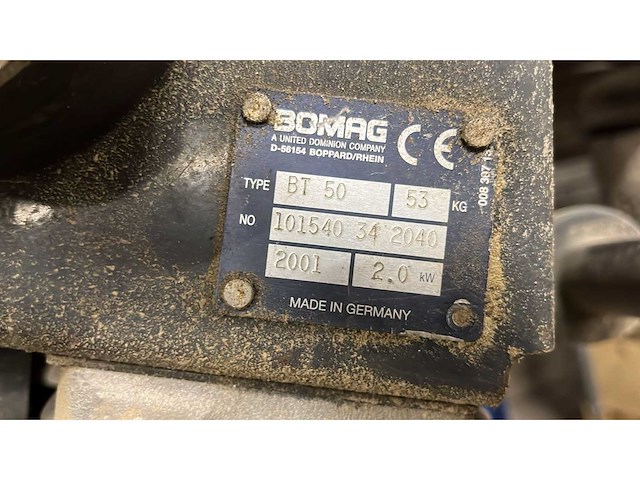 BOMAG
A UNITED DOMINION COMPANY
D-56154 BOPPARD/RHEIN
CE
TYPE BT 50 53 KG
NO 101540 34 2040
2001 2.0 kW
MADE IN GERMANY